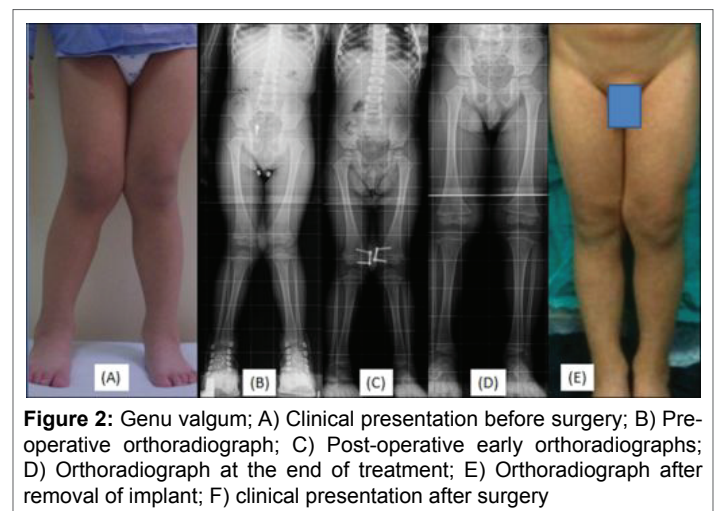 (A)
(B)
(C)
(D)
(E)
Figure 2: Genu valgum; A) Clinical presentation before surgery; B) Pre-
operative orthoradiograph; C) Post-operative early orthoradiographs;
D) Orthoradiograph at the end of treatment; E) Orthoradiograph after
removal of implant; F) clinical presentation after surgery